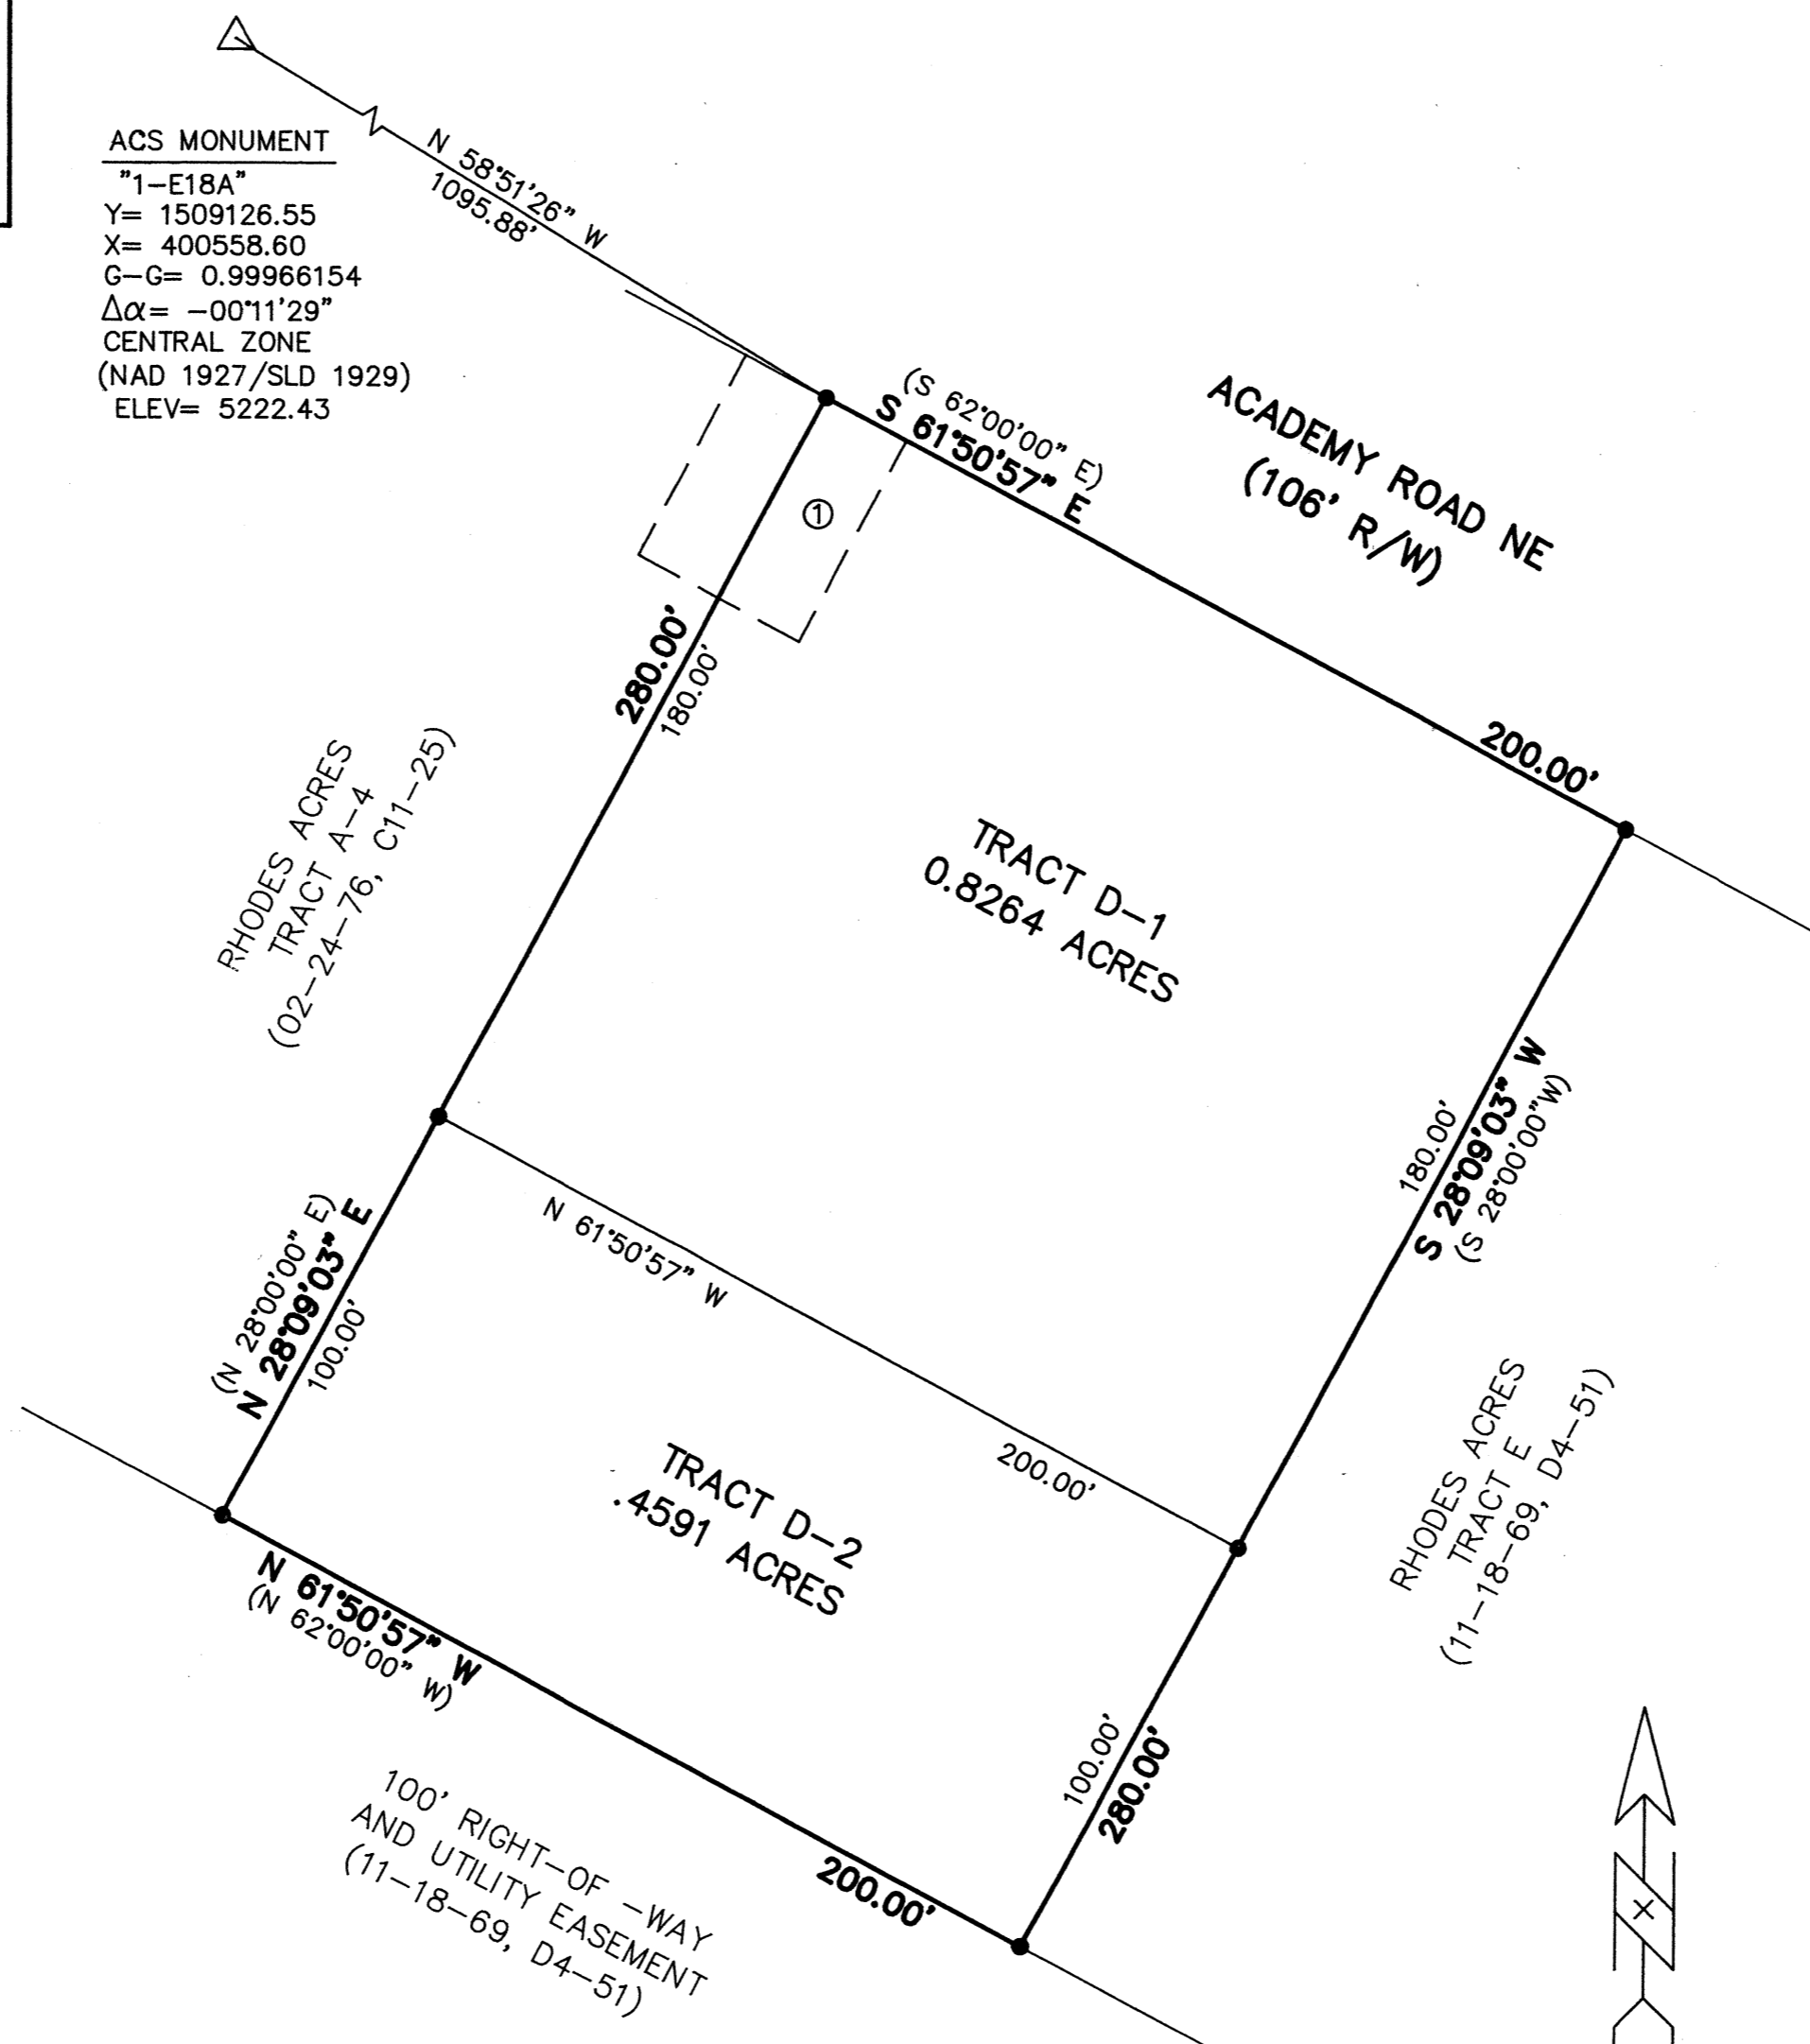 ACS MONUMENT
"1-E18A"
Y= 1509126.55
X= 400558.60
G-G= 0.99966154
Δα= -00°11'29"
CENTRAL ZONE
(NAD 1927/SLD 1929)
ELEV= 5222.43
N 58°51'26" W
1095.88'
(S 62°00'00" E)
S 61°50'57" E
200.00'
ACADEMY ROAD NE
(106' R/W)
①
280.00'
180.00'
RHODES ACRES
TRACT A-4
(02-24-76, C11-25)
TRACT D-1
0.8264 ACRES
180.00'
S 28°09'03" W
(S 28°00'00"W)
N 61°50'57" W
200.00'
(N 28°00'00" E)
N 28°09'03" E
100.00'
TRACT D-2
.4591 ACRES
RHODES ACRES
TRACT E
(11-18-69, D4-51)
N 61°50'57" W
(N 62°00'00" W)
200.00'
100.00'
280.00'
100' RIGHT-OF -WAY
AND UTILITY EASEMENT
(11-18-69, D4-51)
N